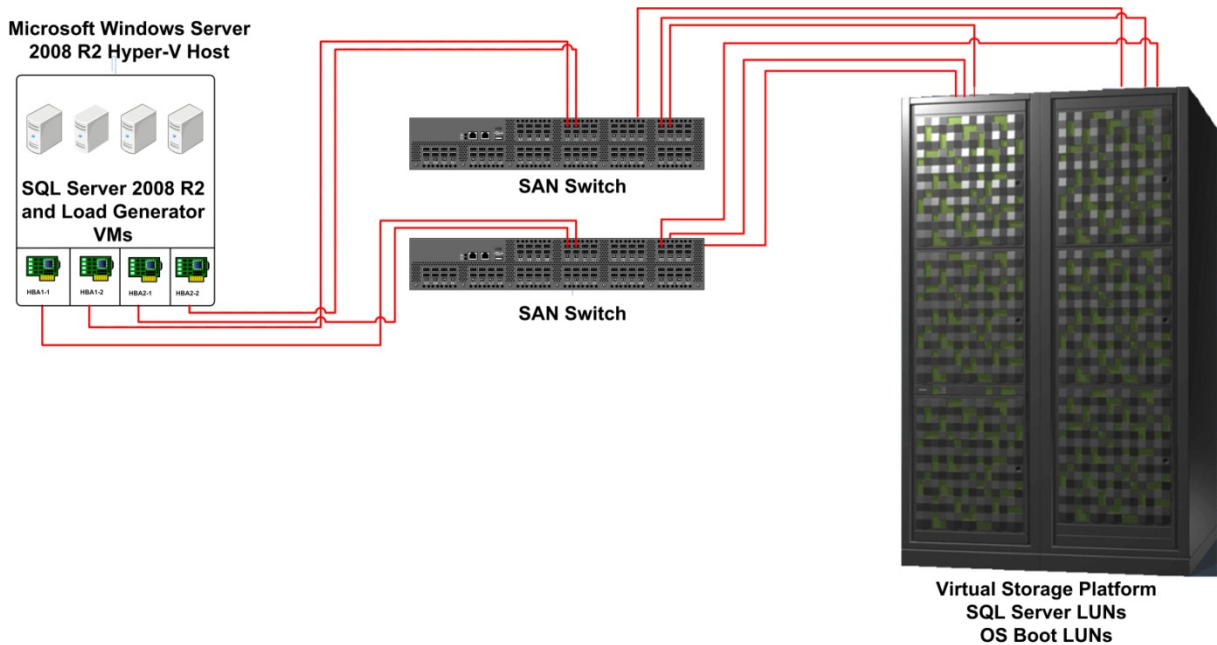 Microsoft Windows Server
2008 R2 Hyper-V Host
SQL Server 2008 R2
and Load Generator
VMs
HBA1-1
HBA1-2
HBA2-1
HBA2-2
SAN Switch
SAN Switch
Virtual Storage Platform
SQL Server LUNs
OS Boot LUNs